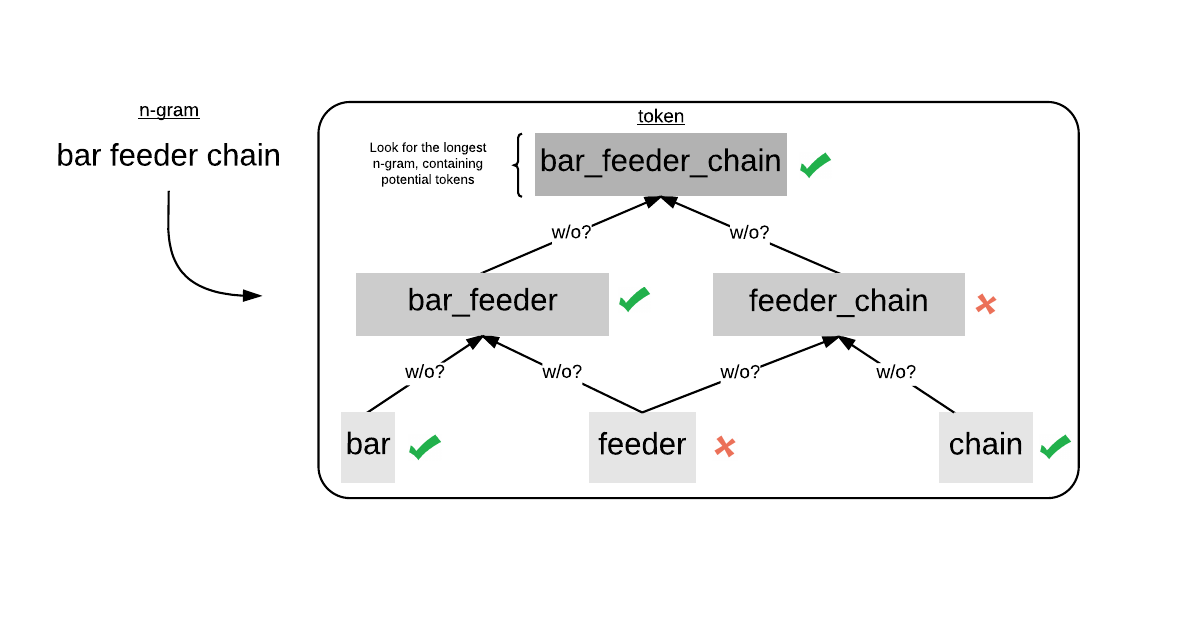 n-gram
bar feeder chain
token
Look for the longest
n-gram, containing
potential tokens
bar_feeder_chain
w/o?
w/o?
bar_feeder
feeder_chain
w/o?
w/o?
w/o?
w/o?
bar
feeder
chain